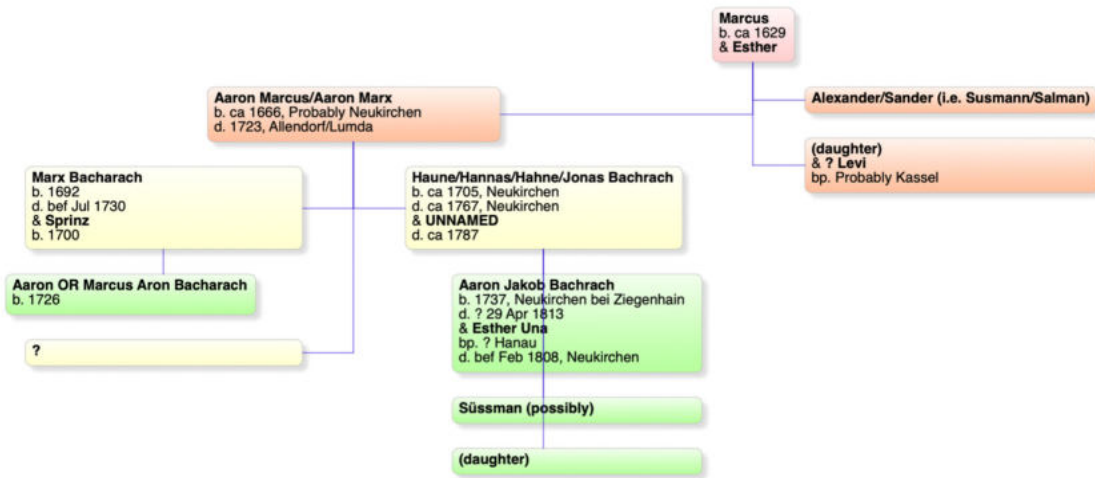 Marcus
b. ca 1629
& Esther
Aaron Marcus/Aaron Marx
b. ca 1666, Probably Neukirchen
d. 1723, Allendorf/Lumda
Alexander/Sander (i.e. Susmann/Salman)
(daughter)
& ? Levi
bp. Probably Kassel
Marx Bacharach
b. 1692
d. bef Jul 1730
& Sprinz
b. 1700
Haune/Hannas/Hahne/Jonas Bachrach
b. ca 1705, Neukirchen
d. ca 1767, Neukirchen
& UNNAMED
d. ca 1787
Aaron OR Marcus Aron Bacharach
b. 1726
Aaron Jakob Bachrach
b. 1737, Neukirchen bei Ziegenhain
d. ? 29 Apr 1813
& Esther Una
bp. ? Hanau
d. bef Feb 1808, Neukirchen
?
Süssman (possibly)
(daughter)